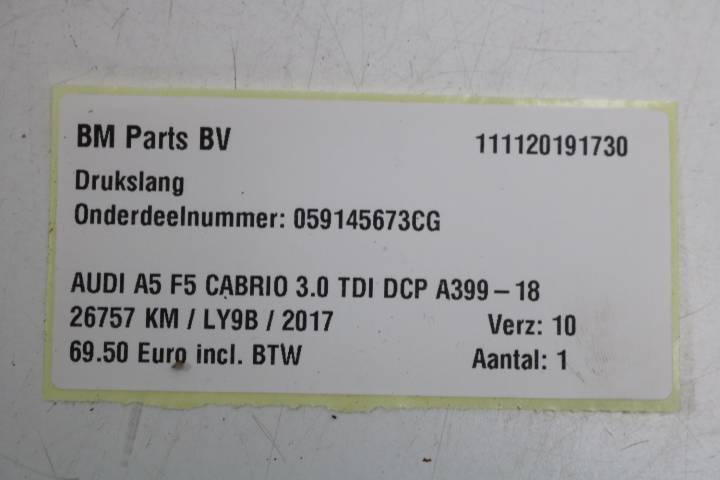 BM Parts BV 111120191730
Drukslang
Onderdeelnummer: 059145673CG
AUDI A5 F5 CABRIO 3.0 TDI DCP A399-18
26757 KM / LY9B / 2017 Verz: 10
69.50 Euro incl. BTW Aantal: 1